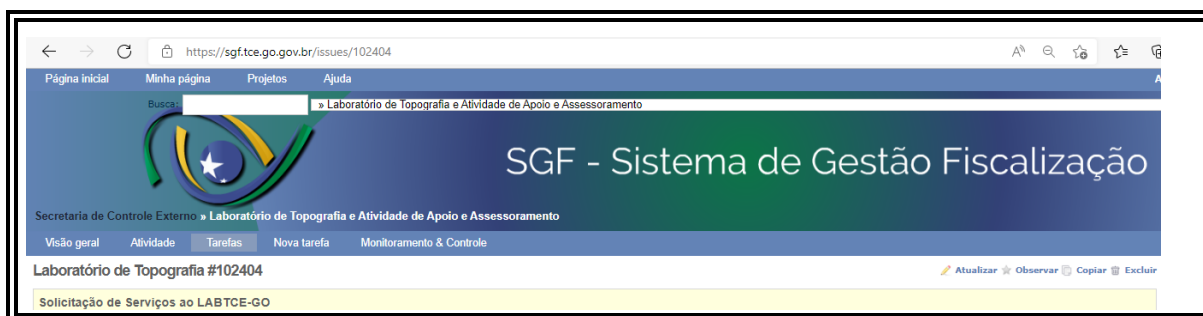 https://sgf.tce.go.gov.br/issues/102404
Página inicial Minha página Projetos Ajuda
Busca: » Laboratório de Topografia e Atividade de Apoio e Assessoramento
SGF - Sistema de Gestão Fiscalização
Secretaria de Controle Externo » Laboratório de Topografia e Atividade de Apoio e Assessoramento
Visão geral Atividade Tarefas Nova tarefa Monitoramento & Controle
Laboratório de Topografia #102404 Atualizar Observar Copiar Excluir
Solicitação de Serviços ao LABTCE-GO